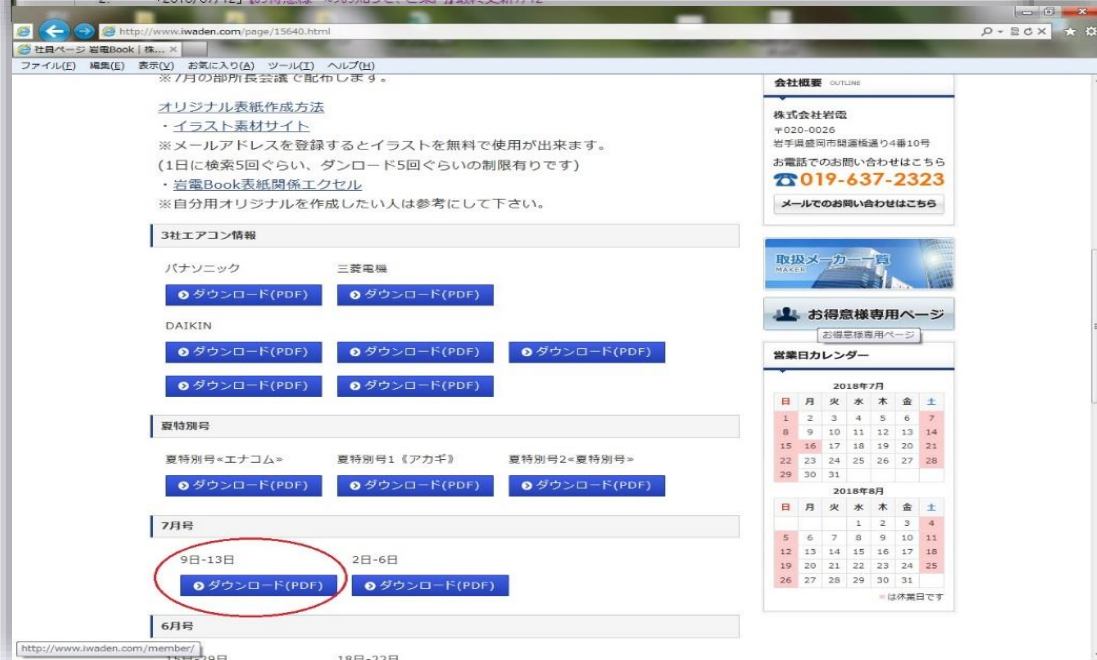 http://www.iwaden.com/page/15640.html
社員ページ 岩電Book | 株...
ファイル(F) 編集(E) 表示(V) お気に入り(A) ツール(T) ヘルプ(H)
※7月の部所長会議で配布します。
オリジナル表紙作成方法
・イラスト素材サイト
※メールアドレスを登録するとイラストを無料で使用が出来ます。
(1日に検索5回ぐらい、ダンロード5回ぐらいの制限有りです)
・岩電Book表紙関係エクセル
※自分用オリジナルを作成したい人は参考にして下さい。
3社エアコン情報
パナソニック 三菱電機
ダウンロード(PDF) ダウンロード(PDF)
DAIKIN
ダウンロード(PDF) ダウンロード(PDF) ダウンロード(PDF)
ダウンロード(PDF) ダウンロード(PDF)
夏特別号
夏特別号«エナコム» 夏特別号1《アカギ》 夏特別号2«夏特別号»
ダウンロード(PDF) ダウンロード(PDF) ダウンロード(PDF)
7月号
9日-13日 2日-6日
ダウンロード(PDF) ダウンロード(PDF)
6月号
18日-22日
http://www.iwaden.com/member/
会社概要 OUTLINE
株式会社岩電
〒020-0026
岩手県盛岡市開運橋通り4番10号
お電話でのお問い合わせはこちら
019-637-2323
メールでのお問い合わせはこちら
取扱メーカー一覧
MAKER
お得意様専用ページ
お得意様専用ページ
営業日カレンダー
2018年7月
日 月 火 水 木 金 土
1 2 3 4 5 6 7
8 9 10 11 12 13 14
15 16 17 18 19 20 21
22 23 24 25 26 27 28
29 30 31
2018年8月
日 月 火 水 木 金 土
1 2 3 4
5 6 7 8 9 10 11
12 13 14 15 16 17 18
19 20 21 22 23 24 25
26 27 28 29 30 31
は休業日です